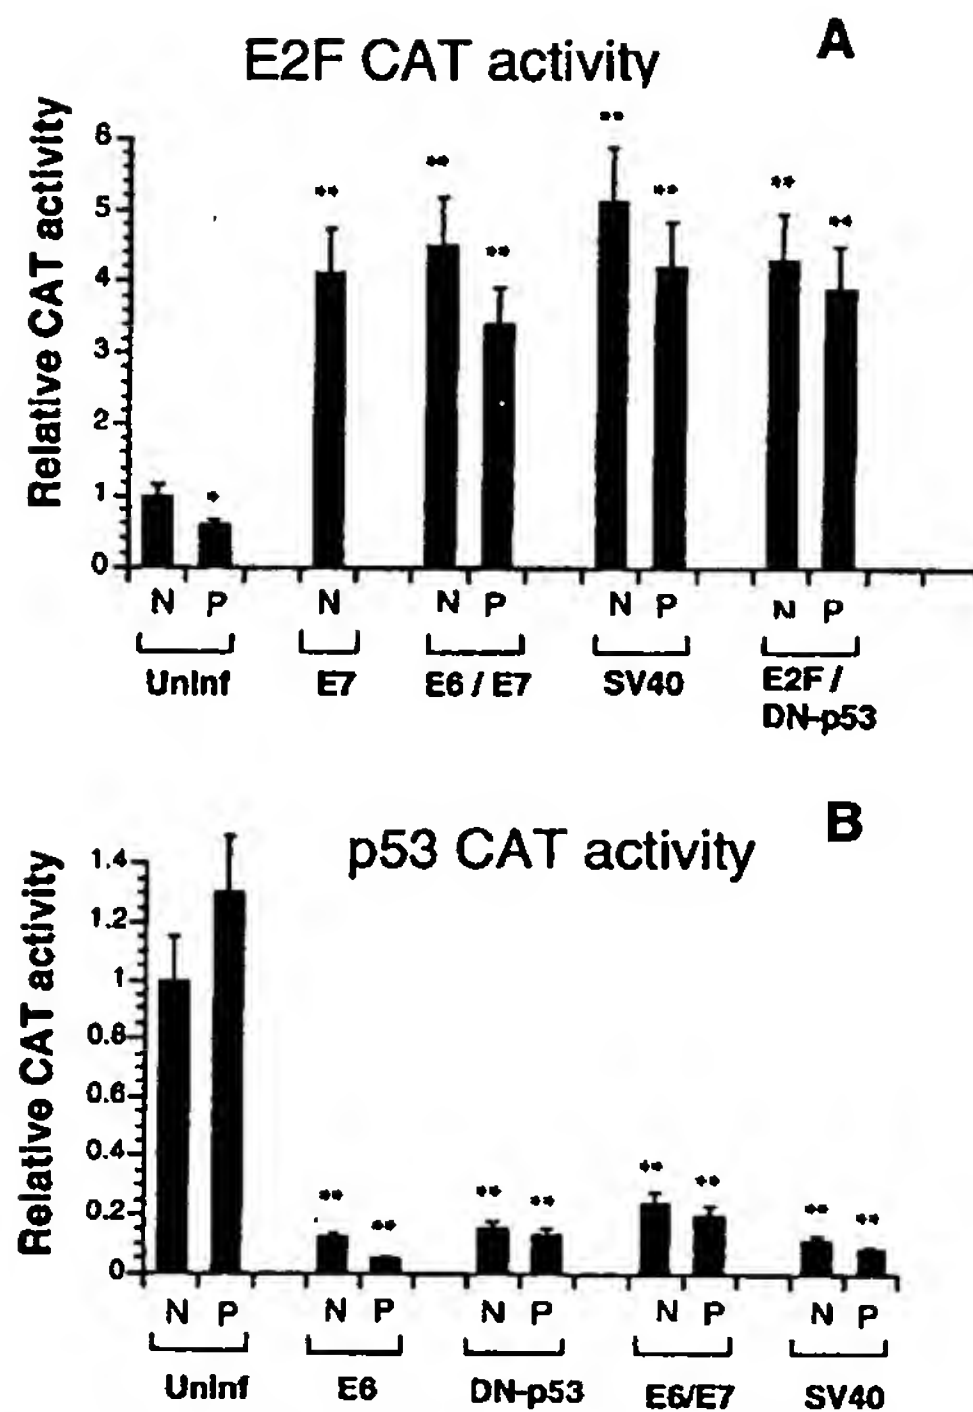 A
E2F CAT activity
Relative CAT activity
6
5
4
3
2
1
0
** ** ** ** ** ** ** *
N P N N P N P N P
UnInf E7 E6 / E7 SV40 E2F /
DN-p53
B
p53 CAT activity
Relative CAT activity
1.4
1.2
1
0.8
0.6
0.4
0.2
0
** ** ** ** ** ** ** **
N P N P N P N P N P
UnInf E6 DN-p53 E6/E7 SV40